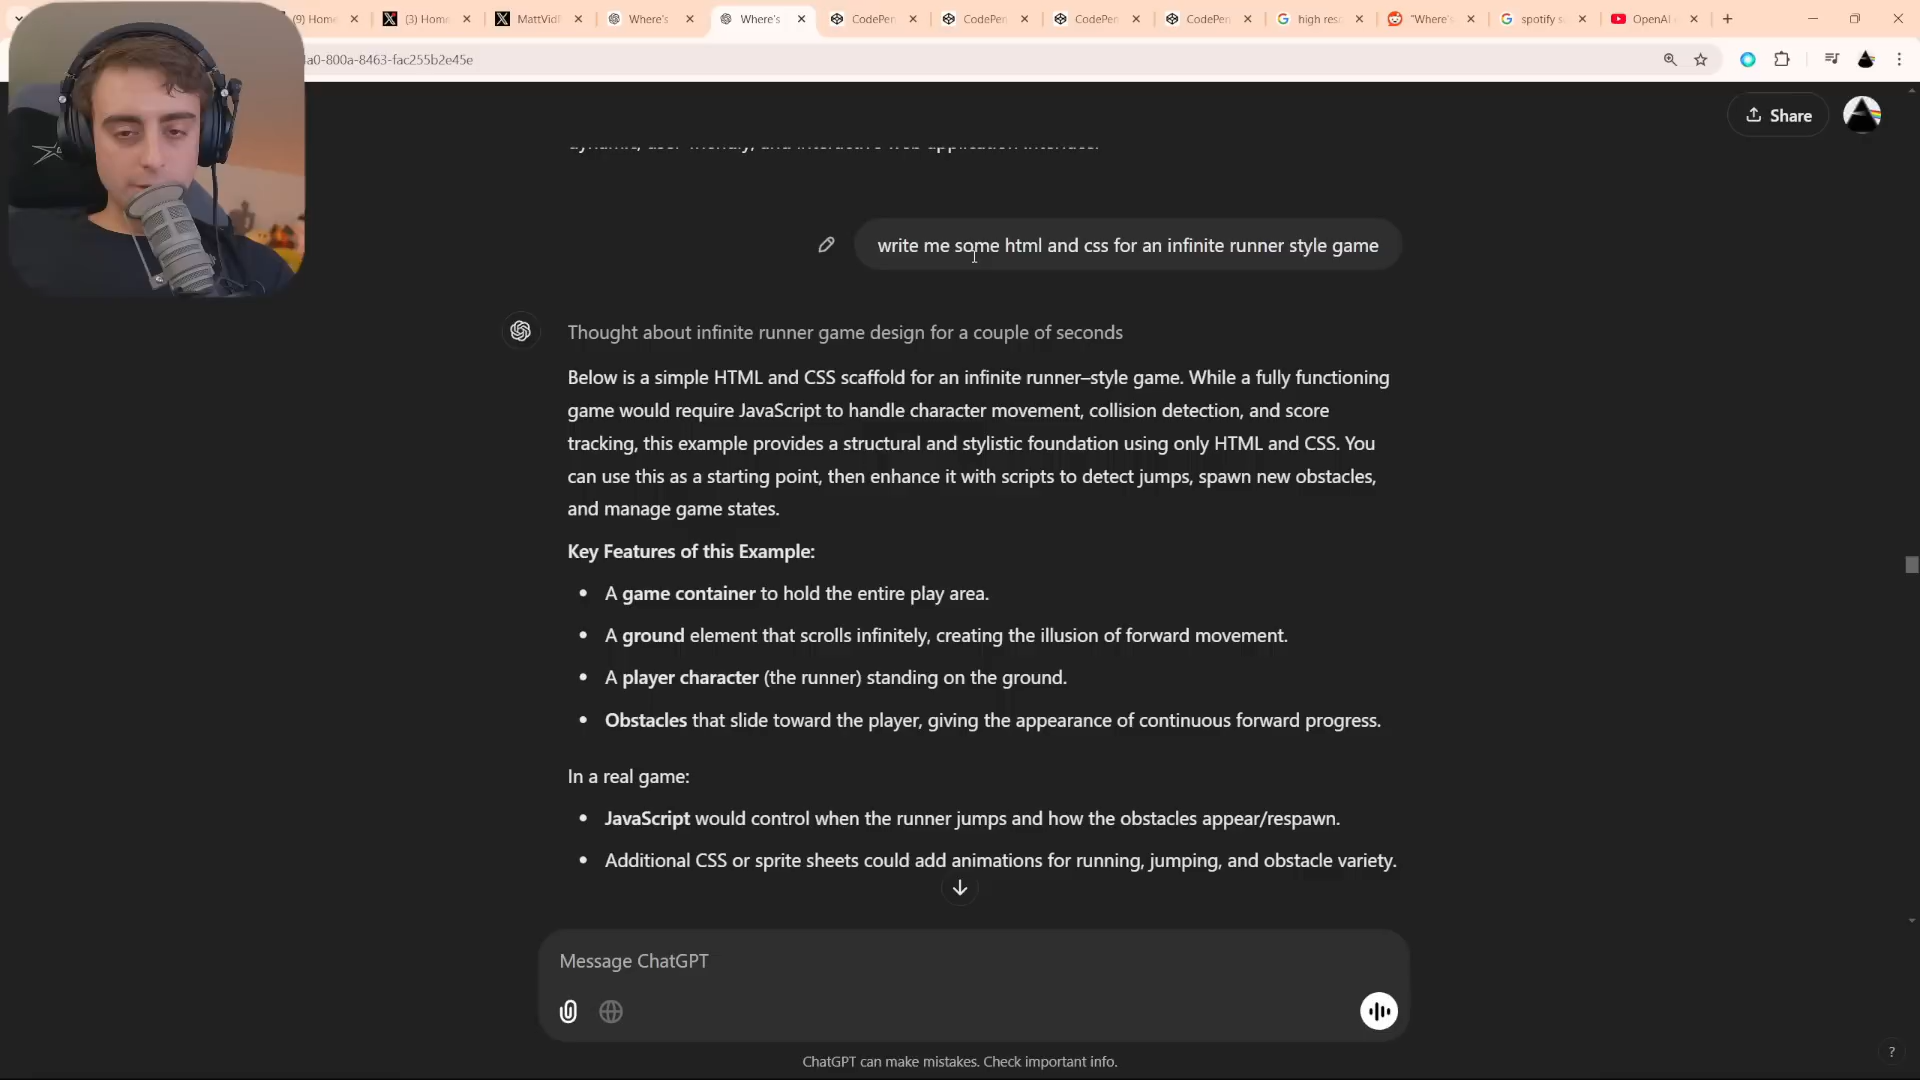 (9) Home
(3) Home
MattVidP
Where's
Where's
CodePen
CodePen
CodePen
CodePen
high res
"Where's
spotify s
OpenAI
a0-800a-8463-fac255b2e45e
Share
dynamic, user-friendly, and interactive web application interface.
write me some html and css for an infinite runner style game
Thought about infinite runner game design for a couple of seconds
Below is a simple HTML and CSS scaffold for an infinite runner–style game. While a fully functioning
game would require JavaScript to handle character movement, collision detection, and score
tracking, this example provides a structural and stylistic foundation using only HTML and CSS. You
can use this as a starting point, then enhance it with scripts to detect jumps, spawn new obstacles,
and manage game states.
Key Features of this Example:
• A game container to hold the entire play area.
• A ground element that scrolls infinitely, creating the illusion of forward movement.
• A player character (the runner) standing on the ground.
• Obstacles that slide toward the player, giving the appearance of continuous forward progress.
In a real game:
• JavaScript would control when the runner jumps and how the obstacles appear/respawn.
• Additional CSS or sprite sheets could add animations for running, jumping, and obstacle variety.
Message ChatGPT
ChatGPT can make mistakes. Check important info.
?